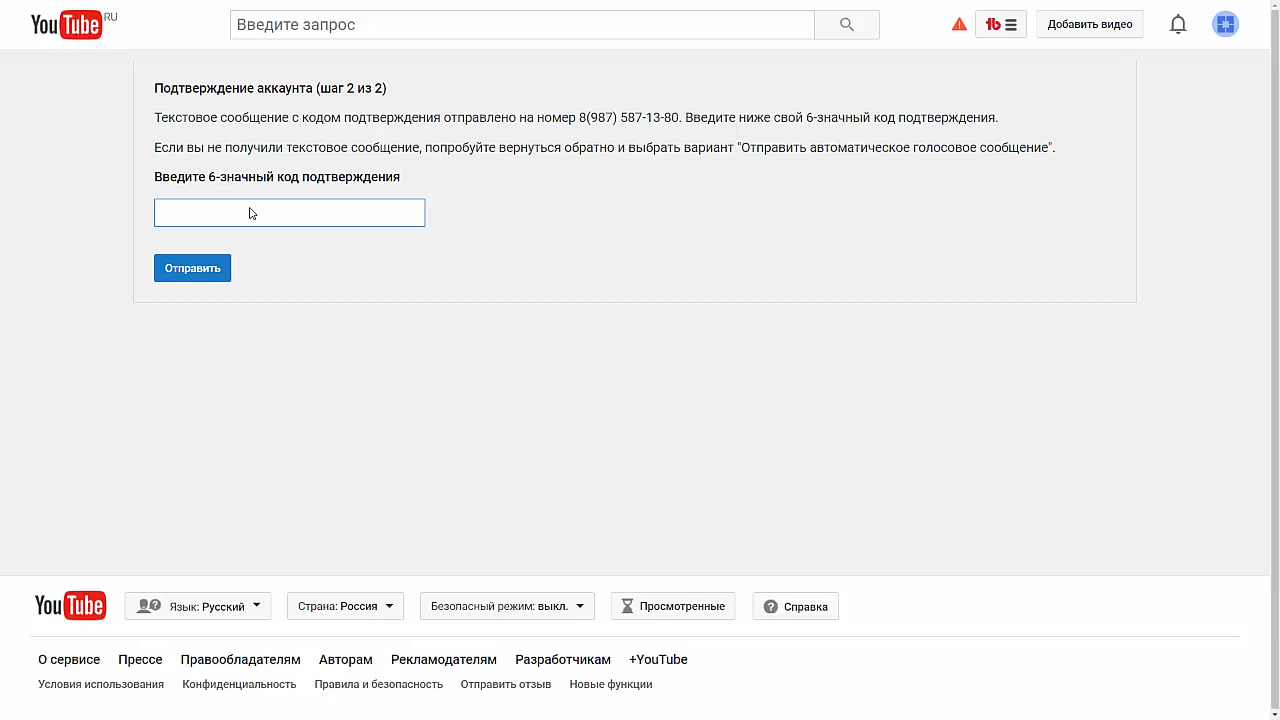 YouTube RU
Введите запрос
Добавить видео
Подтверждение аккаунта (шаг 2 из 2)
Текстовое сообщение с кодом подтверждения отправлено на номер 8(987) 587-13-80. Введите ниже свой 6-значный код подтверждения.
Если вы не получили текстовое сообщение, попробуйте вернуться обратно и выбрать вариант "Отправить автоматическое голосовое сообщение".
Введите 6-значный код подтверждения
Отправить
YouTube Язык: Русский Страна: Россия Безопасный режим: выкл. Просмотренные Справка
О сервисе Прессе Правообладателям Авторам Рекламодателям Разработчикам +YouTube
Условия использования Конфиденциальность Правила и безопасность Отправить отзыв Новые функции